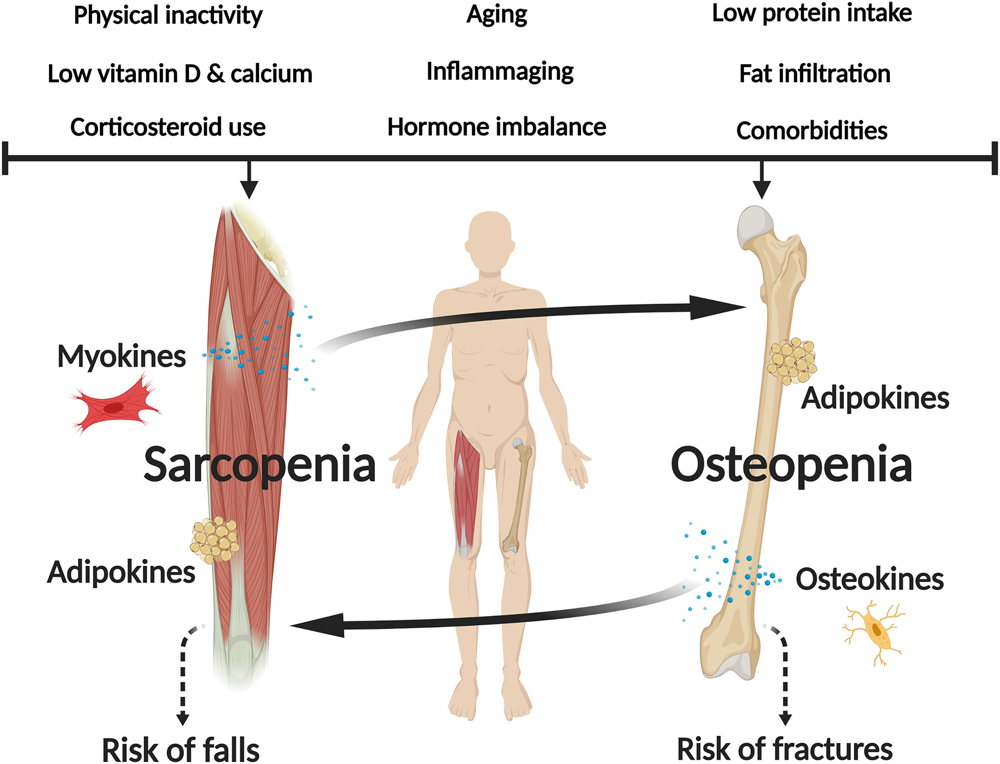 Physical inactivity
Aging
Low protein intake
Low vitamin D & calcium
Inflammaging
Fat infiltration
Corticosteroid use
Hormone imbalance
Comorbidities
Myokines
Adipokines
Sarcopenia
Osteopenia
Adipokines
Osteokines
Risk of falls
Risk of fractures